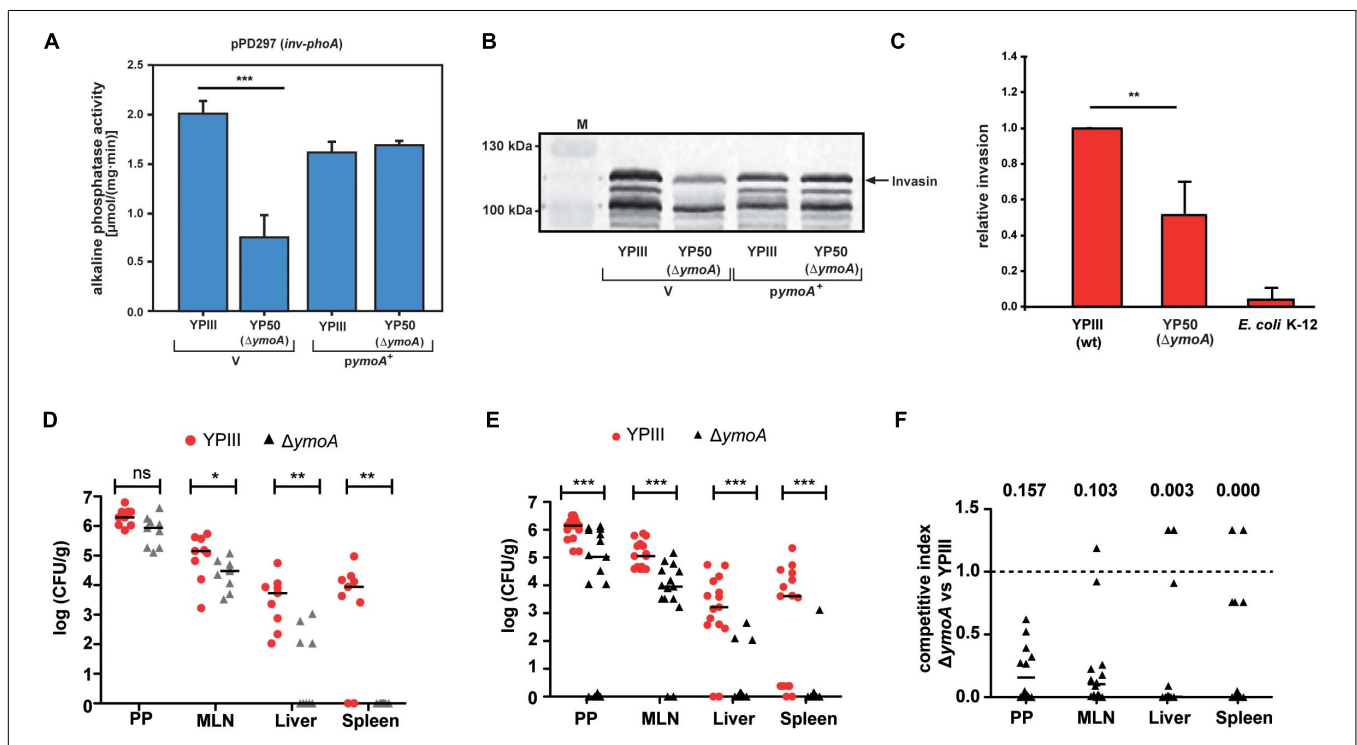 A
pPD297 (inv-phoA)
alkaline phosphatase activity
[µmol/(mg·min)]
2.5
2.0
1.5
1.0
0.5
0.0
***
YPIII
YP50
(ΔymoA)
YPIII
YP50
(ΔymoA)
V
pymoA+
B
M
130 kDa
100 kDa
Invasin
YPIII
YP50
(ΔymoA)
YPIII
YP50
(ΔymoA)
V
pymoA+
C
relative invasion
1.4
1.2
1.0
0.8
0.6
0.4
0.2
0.0
**
YPIII
(wt)
YP50
(ΔymoA)
E. coli K-12
D
YPIII ΔymoA
ns * ** **
log (CFU/g)
7
6
5
4
3
2
1
0
PP MLN Liver Spleen
E
YPIII ΔymoA
*** *** *** ***
log (CFU/g)
7
6
5
4
3
2
1
0
PP MLN Liver Spleen
F
0.157 0.103 0.003 0.000
competitive index
ΔymoA vs YPIII
1.5
1.0
0.5
0.0
PP MLN Liver Spleen